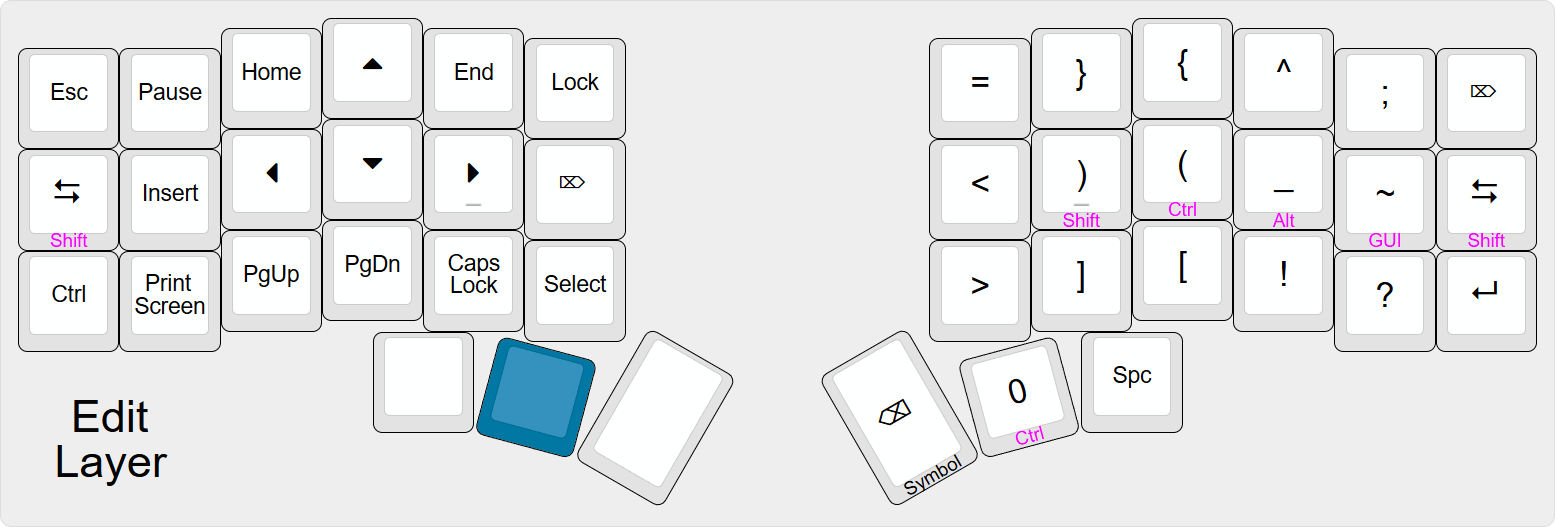 Esc Pause Home ▲ End Lock
= } { ^ ; ⌦
⇆ Insert ◀ ▼ ▶ ⌦
< ) ( _ ~ ⇆
Shift _ _ Shift Ctrl Alt GUI Shift
Ctrl Print Screen PgUp PgDn Caps Lock Select
> ] [ ! ? ↵
⌫ 0 Spc
Symbol Ctrl
Edit
Layer